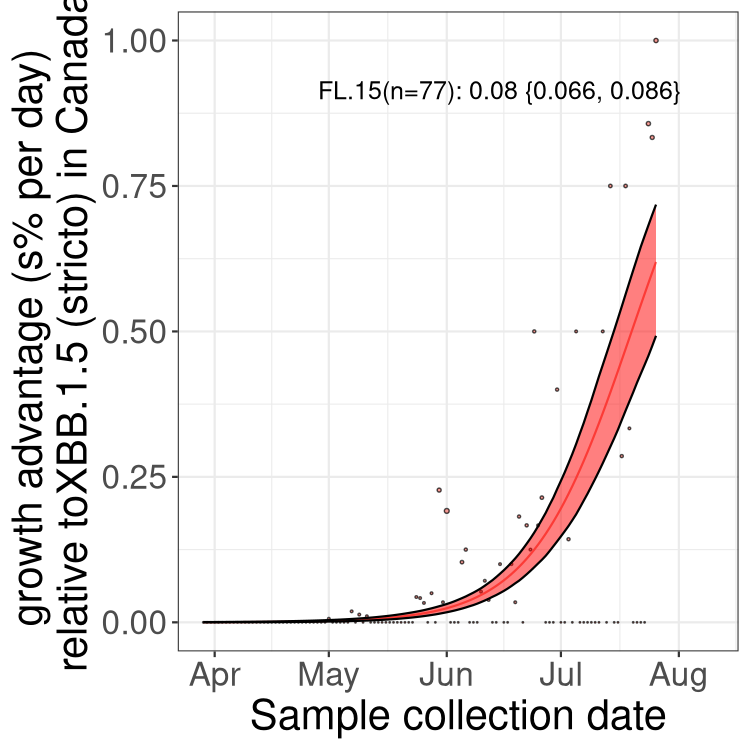 growth advantage (s% per day)
relative toXBB.1.5 (stricto) in Canada
1.00
0.75
0.50
0.25
0.00
FL.15(n=77): 0.08 {0.066, 0.086}
Apr May Jun Jul Aug
Sample collection date